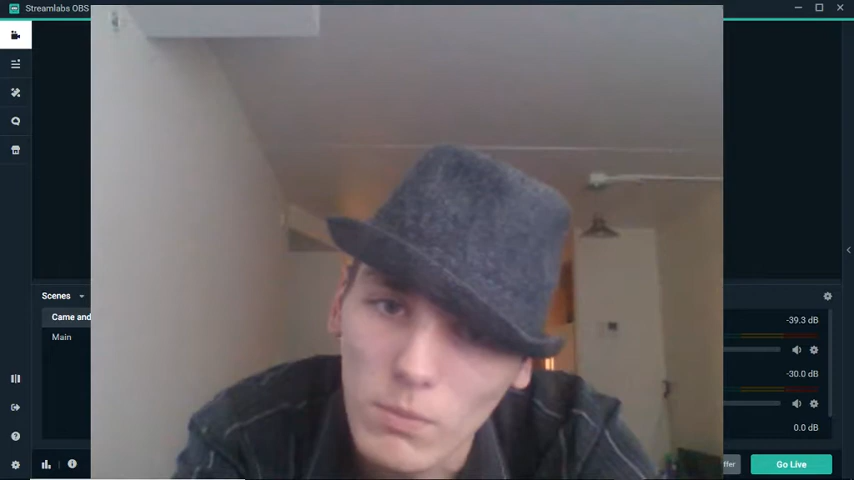 Streamlabs OBS
Scenes
Came and
Main
-39.3 dB
-30.0 dB
0.0 dB
ffer
Go Live